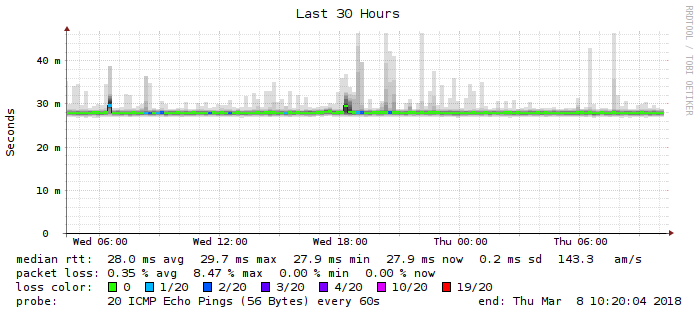 Last 30 Hours
RRDTOOL / TOBI OETIKER
Seconds
40 m
30 m
20 m
10 m
0
Wed 06:00 Wed 12:00 Wed 18:00 Thu 00:00 Thu 06:00
median rtt: 28.0 ms avg 29.7 ms max 27.9 ms min 27.9 ms now 0.2 ms sd 143.3 am/s
packet loss: 0.35 % avg 8.47 % max 0.00 % min 0.00 % now
loss color: 0 1/20 2/20 3/20 4/20 10/20 19/20
probe: 20 ICMP Echo Pings (56 Bytes) every 60s end: Thu Mar 8 10:20:04 2018